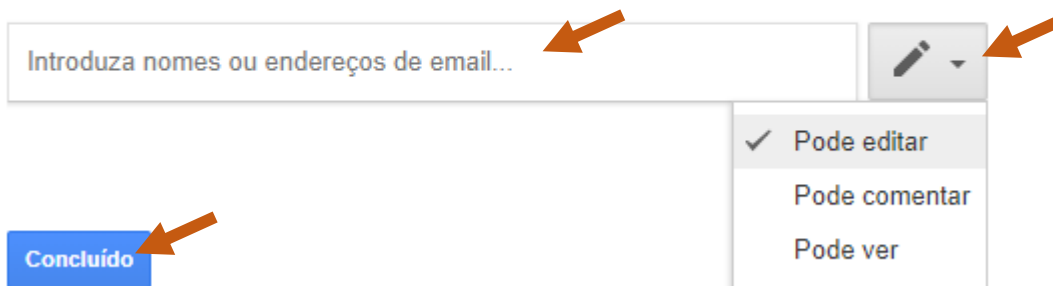 Introduza nomes ou endereços de email...
Pode editar
Pode comentar
Pode ver
Concluído